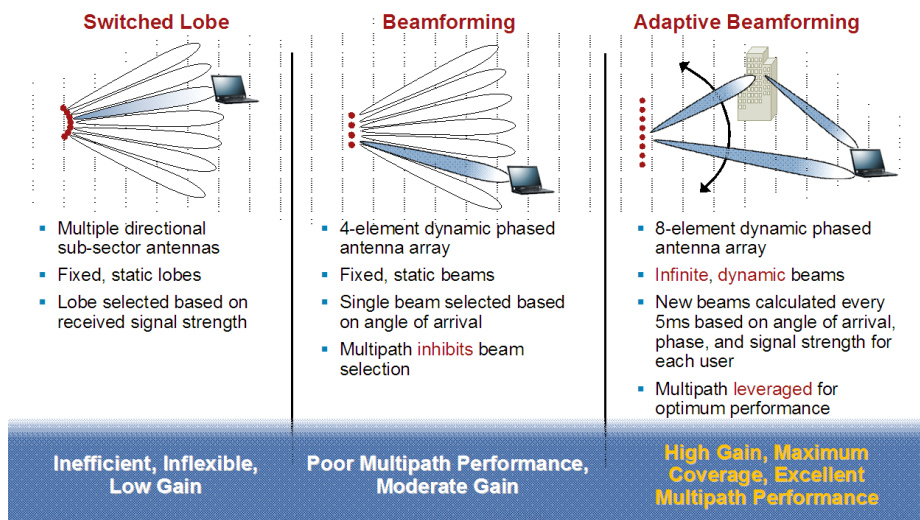 Switched Lobe
Multiple directional
sub-sector antennas
Fixed, static lobes
Lobe selected based on
received signal strength
Inefficient, Inflexible,
Low Gain
Beamforming
4-element dynamic phased
antenna array
Fixed, static beams
Single beam selected based
on angle of arrival
Multipath inhibits beam
selection
Poor Multipath Performance,
Moderate Gain
Adaptive Beamforming
8-element dynamic phased
antenna array
Infinite, dynamic beams
New beams calculated every
5ms based on angle of arrival,
phase, and signal strength for
each user
Multipath leveraged for
optimum performance
High Gain, Maximum
Coverage, Excellent
Multipath Performance